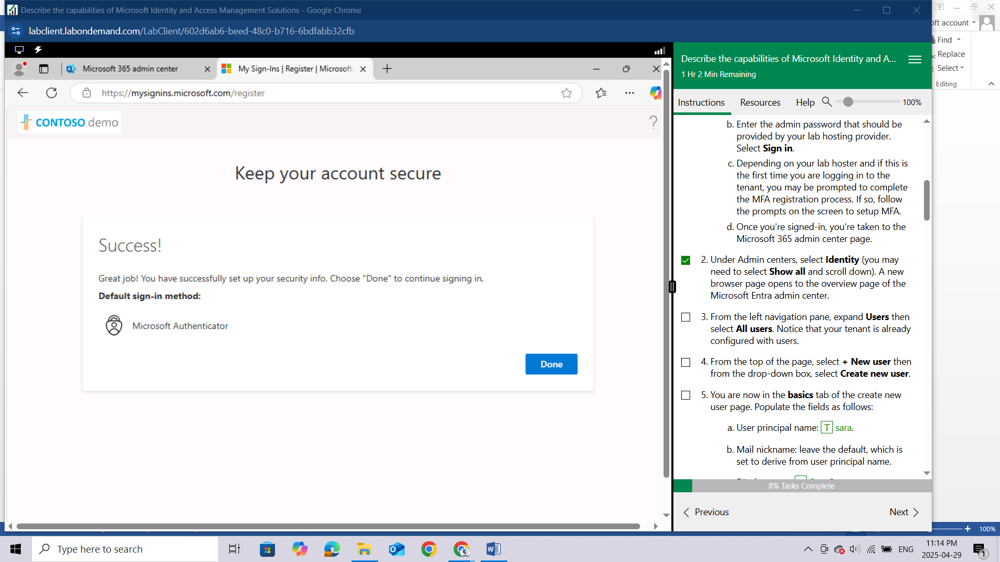 Describe the capabilities of Microsoft Identity and Access Management Solutions - Google Chrome
labclient.labondemand.com/LabClient/602d6ab6-beed-48c0-b716-6bdfabb32cfb
oft account
Find
Replace
Select
Editing
Microsoft 365 admin center
My Sign-Ins | Register | Microsoft.
https://mysignins.microsoft.com/register
CONTOSO demo
?
Keep your account secure
Success!
Great job! You have successfully set up your security info. Choose "Done" to continue signing in.
Default sign-in method:
Microsoft Authenticator
Done
Describe the capabilities of Microsoft Identity and A...
1 Hr 2 Min Remaining
Instructions
Resources
Help
100%
b. Enter the admin password that should be
provided by your lab hosting provider.
Select Sign in.
c. Depending on your lab hoster and if this is
the first time you are logging in to the
tenant, you may be prompted to complete
the MFA registration process. If so, follow
the prompts on the screen to setup MFA.
d. Once you're signed-in, you're taken to the
Microsoft 365 admin center page.
2. Under Admin centers, select Identity (you may
need to select Show all and scroll down). A new
browser page opens to the overview page of the
Microsoft Entra admin center.
3. From the left navigation pane, expand Users then
select All users. Notice that your tenant is already
configured with users.
4. From the top of the page, select + New user then
from the drop-down box, select Create new user.
5. You are now in the basics tab of the create new
user page. Populate the fields as follows:
a. User principal name: T sara.
b. Mail nickname: leave the default, which is
set to derive from user principal name.
8% Tasks Complete
Previous
Next
100%
Type here to search
ENG
11:14 PM
2025-04-29
1